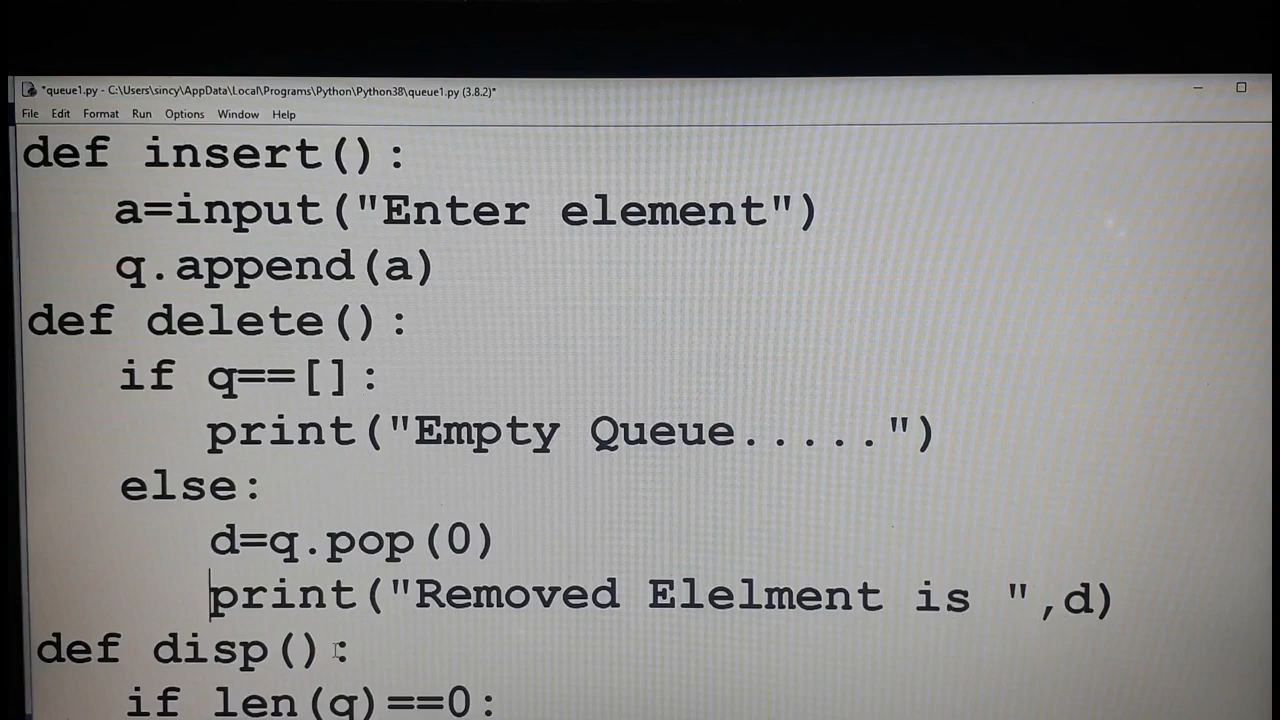 *queue1.py - C:\Users\sincy\AppData\Local\Programs\Python\Python38\queue1.py (3.8.2)*
File Edit Format Run Options Window Help
def insert():
    a=input("Enter element")
    q.append(a)
def delete():
    if q==[]:
        print("Empty Queue.....")
    else:
        d=q.pop(0)
        print("Removed Elelment is ",d)
def disp():
    if len(q)==0: